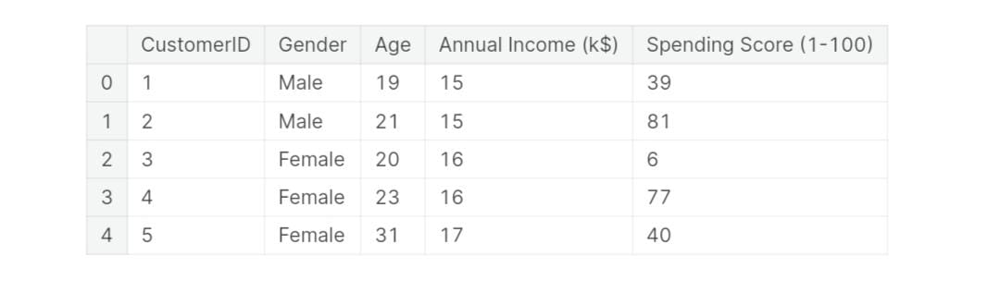 CustomerID Gender Age Annual Income (k$) Spending Score (1-100)
0 1 Male 19 15 39
1 2 Male 21 15 81
2 3 Female 20 16 6
3 4 Female 23 16 77
4 5 Female 31 17 40